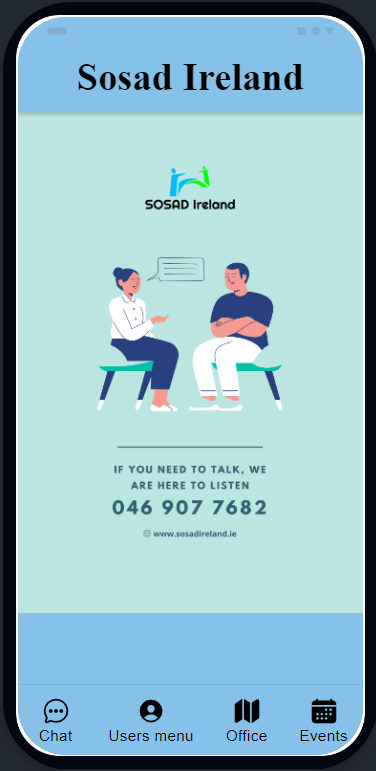 Sosad Ireland
SOSAD Ireland
IF YOU NEED TO TALK, WE
ARE HERE TO LISTEN
046 907 7682
www.sosadireland.ie
Chat Users menu Office Events